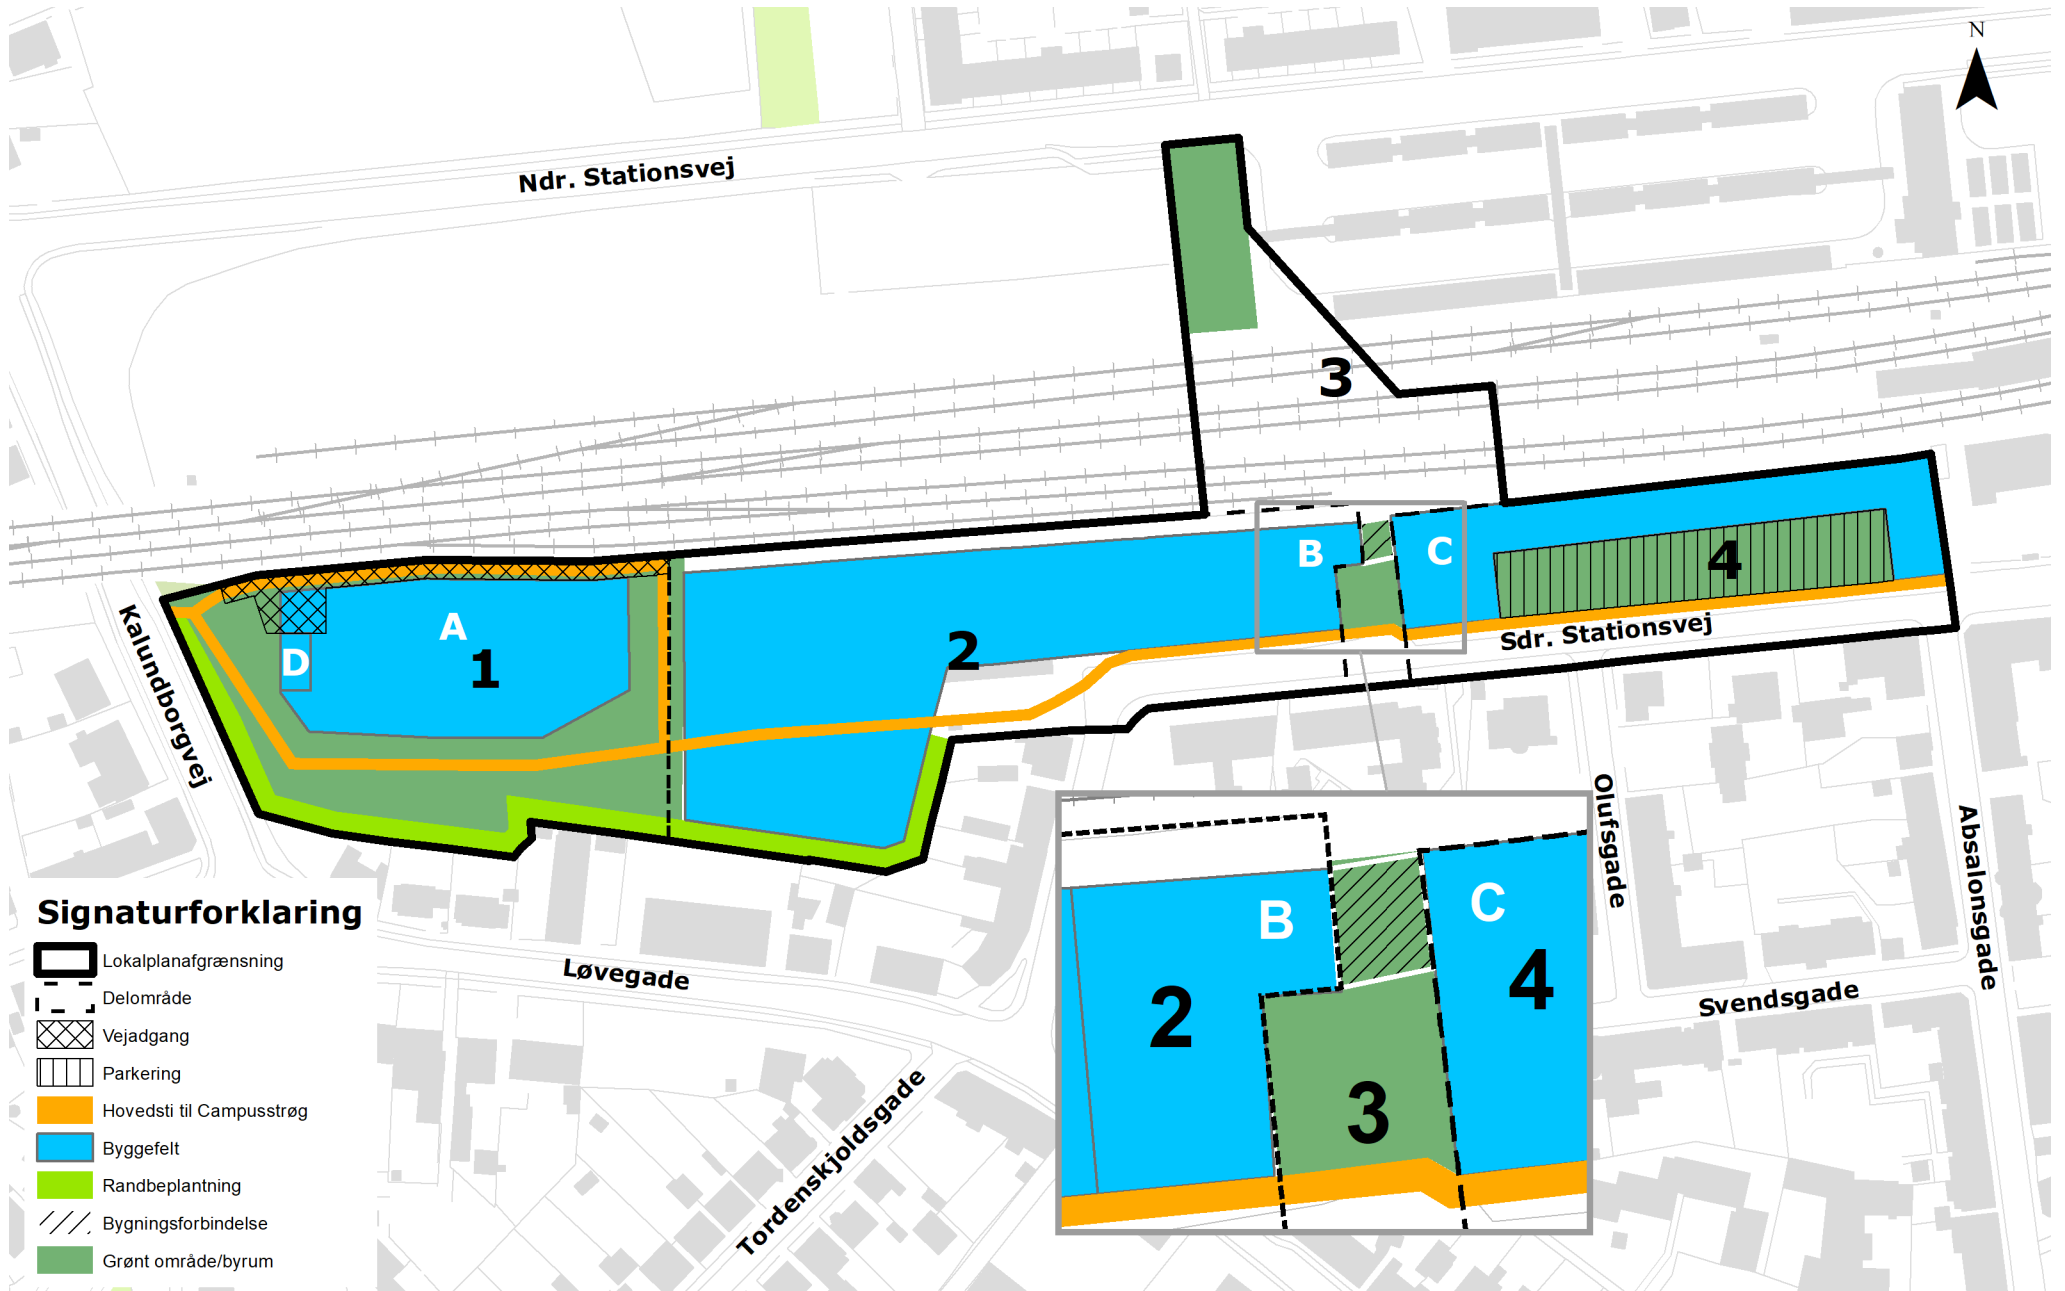 N
Ndr. Stationsvej
3
B
C
4
Sdr. Stationsvej
A
D
1
2
Kalundborgvej
Olufsgade
Absalonsgade
B
C
2
4
3
Svendsgade
Løvegade
Tordenskjoldsgade
Signaturforklaring
Lokalplanafgrænsning
Delområde
Vejadgang
Parkering
Hovedsti til Campusstrøg
Byggefelt
Randbeplantning
Bygningsforbindelse
Grønt område/byrum